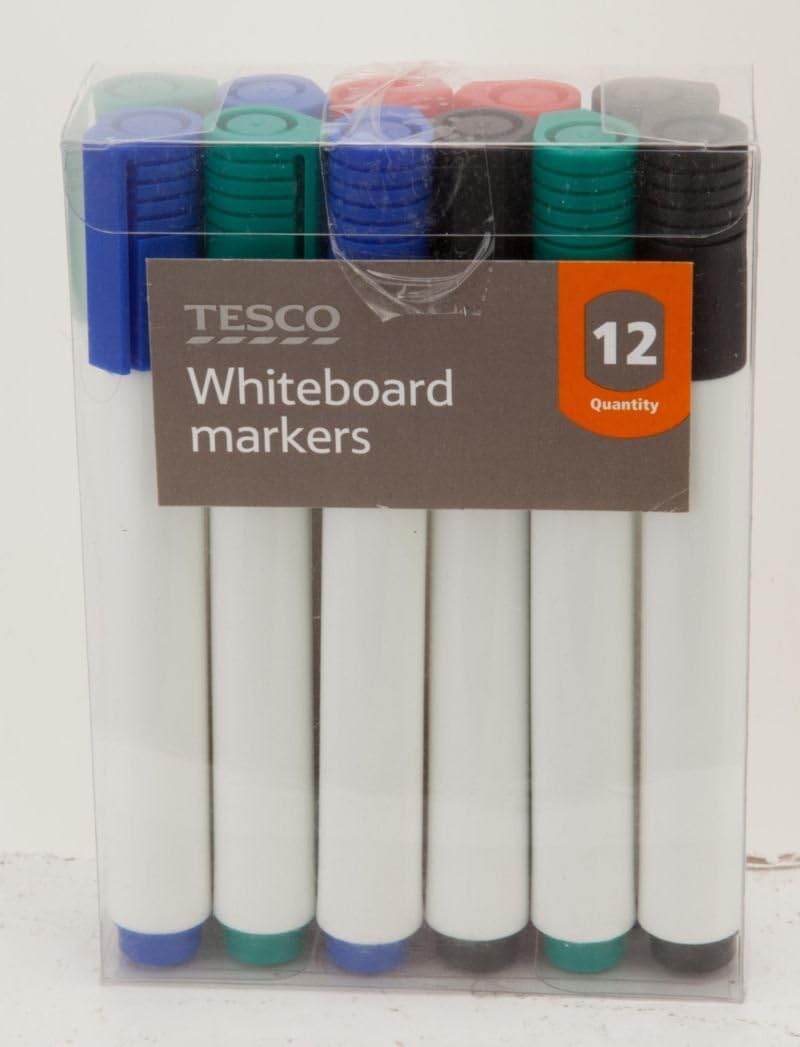 TESCO
Whiteboard
markers
12
Quantity